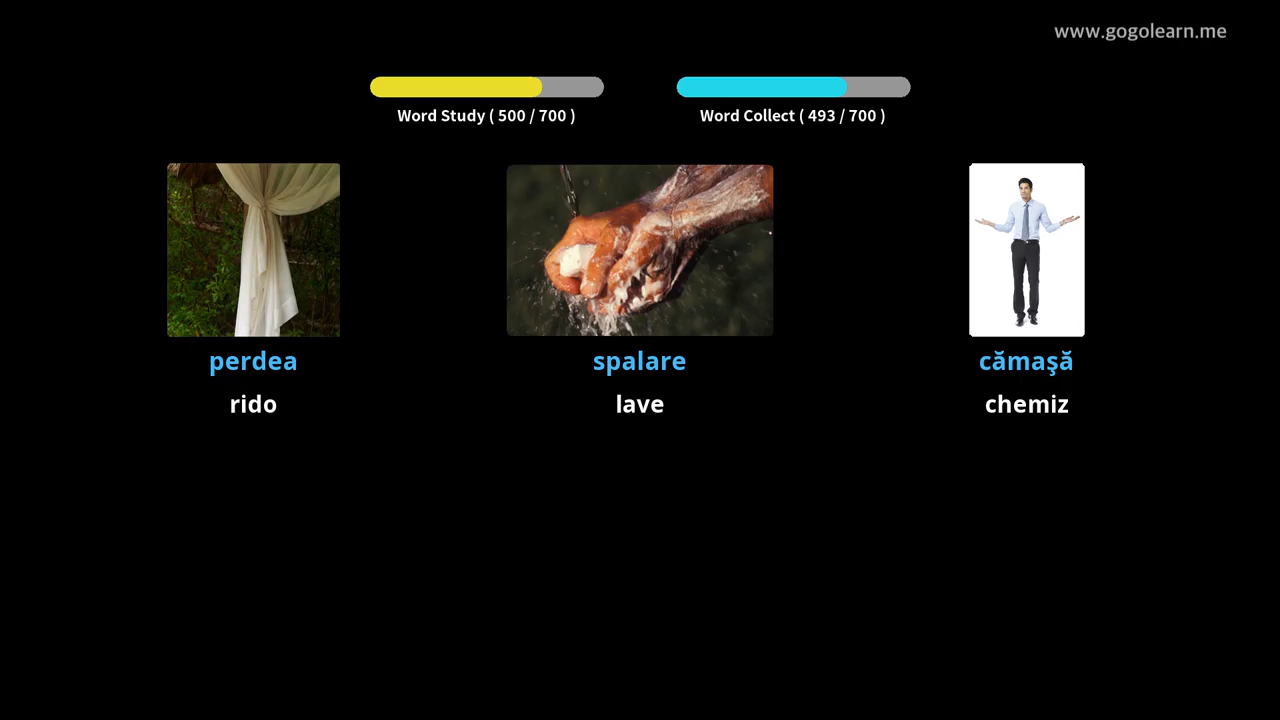 www.gogolearn.me
Word Study ( 500 / 700 )
Word Collect ( 493 / 700 )
perdea
spalare
cămaşă
rido
lave
chemiz